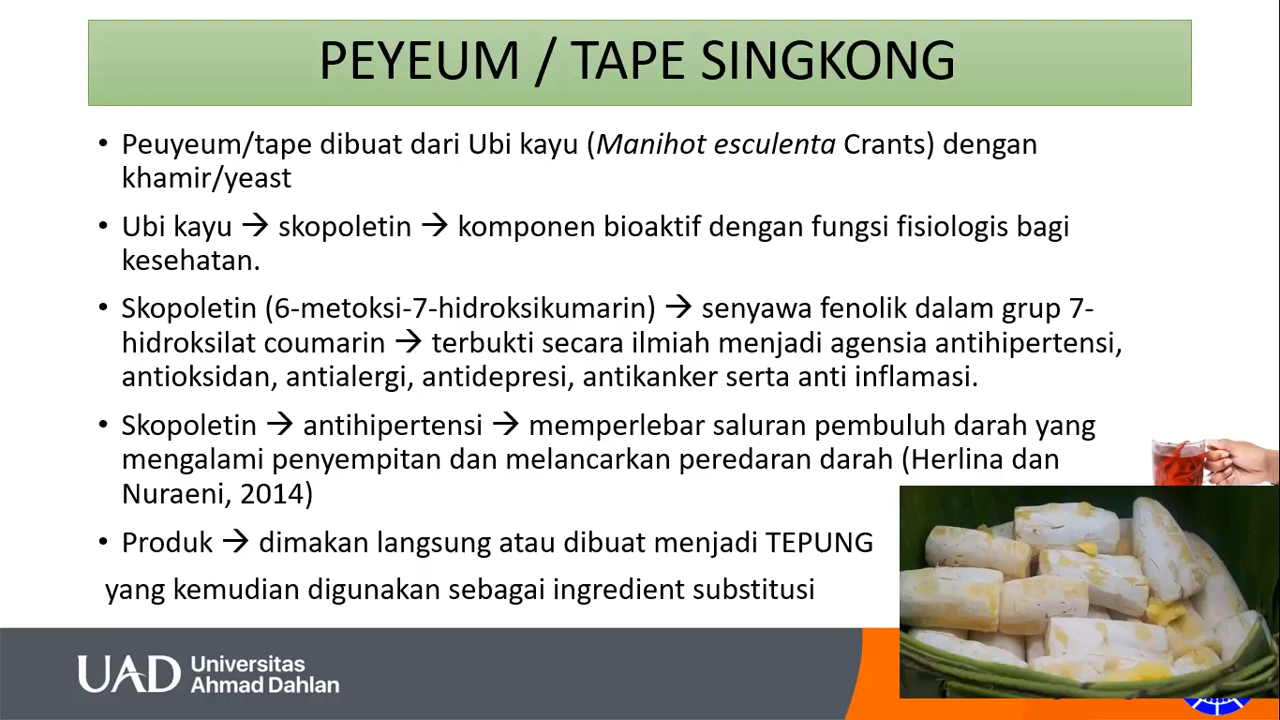 PEYEUM / TAPE SINGKONG
• Peuyeum/tape dibuat dari Ubi kayu (Manihot esculenta Crants) dengan
khamir/yeast
• Ubi kayu → skopoletin → komponen bioaktif dengan fungsi fisiologis bagi
kesehatan.
• Skopoletin (6-metoksi-7-hidroksikumarin) → senyawa fenolik dalam grup 7-
hidroksilat coumarin → terbukti secara ilmiah menjadi agensia antihipertensi,
antioksidan, antialergi, antidepresi, antikanker serta anti inflamasi.
• Skopoletin → antihipertensi → memperlebar saluran pembuluh darah yang
mengalami penyempitan dan melancarkan peredaran darah (Herlina dan
Nuraeni, 2014)
• Produk → dimakan langsung atau dibuat menjadi TEPUNG
yang kemudian digunakan sebagai ingredient substitusi
UAD Universitas
Ahmad Dahlan